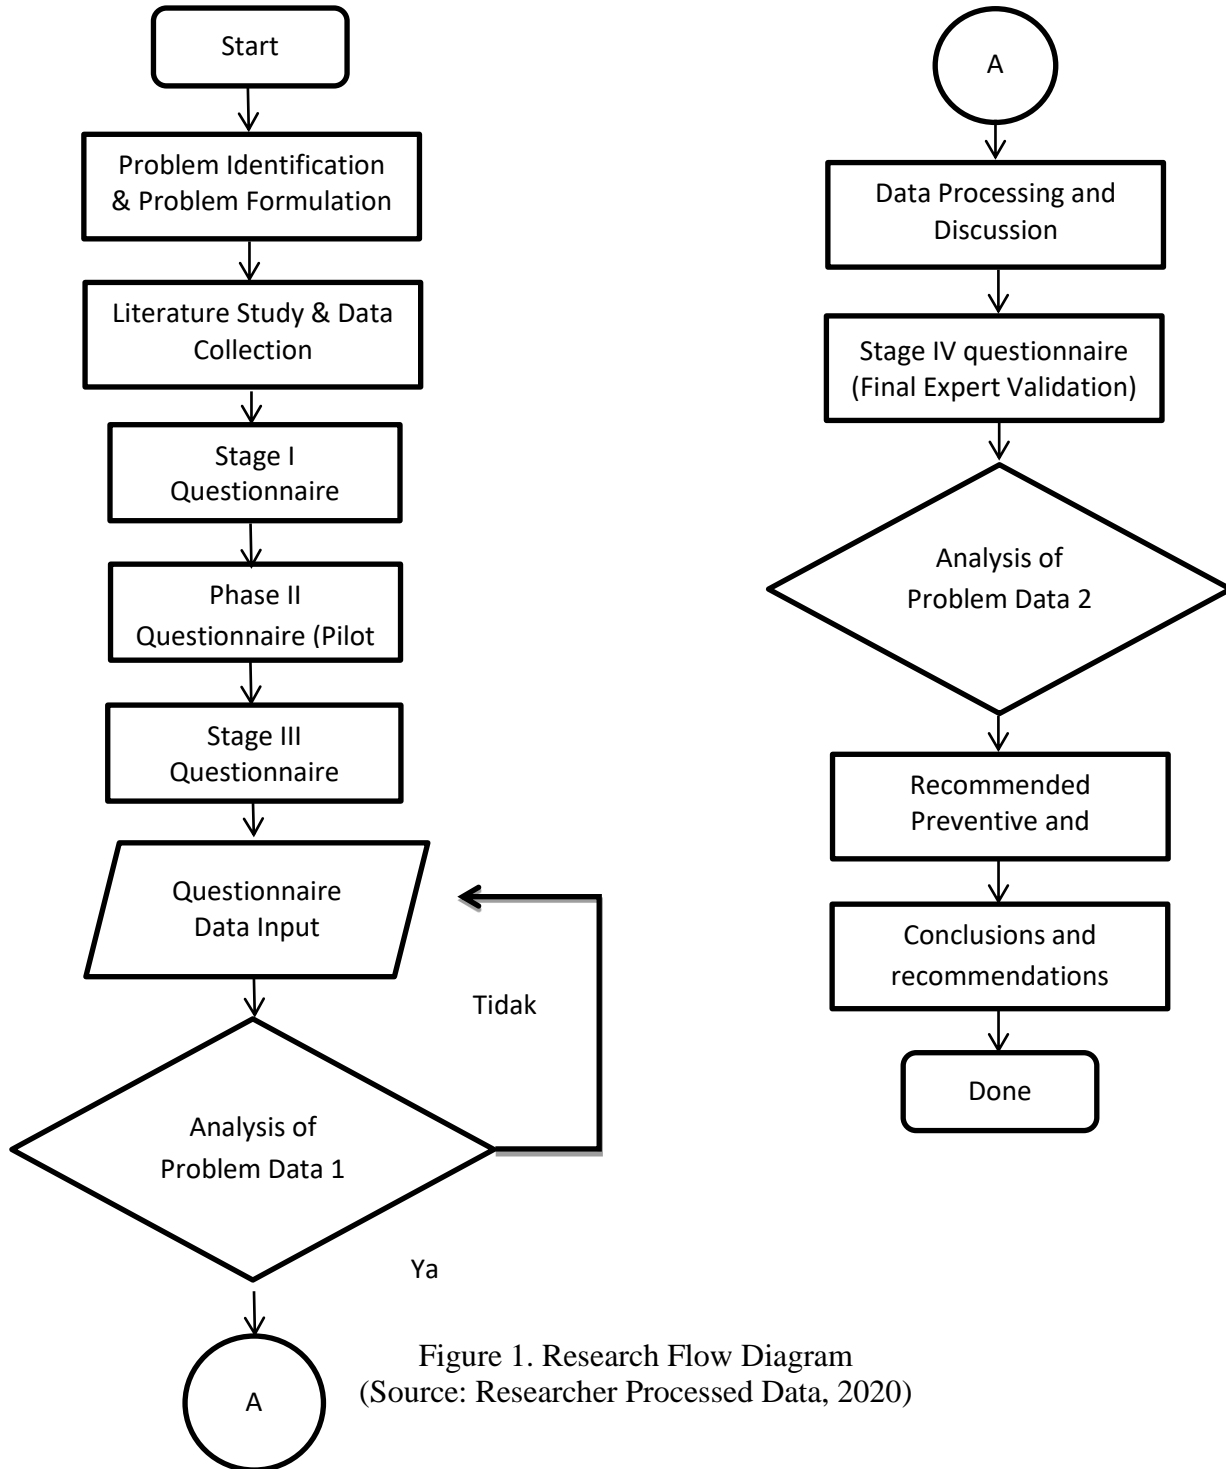 Start
Problem Identification
& Problem Formulation
Literature Study & Data
Collection
Stage I
Questionnaire
Phase II
Questionnaire (Pilot
Stage III
Questionnaire
Questionnaire
Data Input
Tidak
Analysis of
Problem Data 1
Ya
A
A
Data Processing and
Discussion
Stage IV questionnaire
(Final Expert Validation)
Analysis of
Problem Data 2
Recommended
Preventive and
Conclusions and
recommendations
Done
Figure 1. Research Flow Diagram
(Source: Researcher Processed Data, 2020)